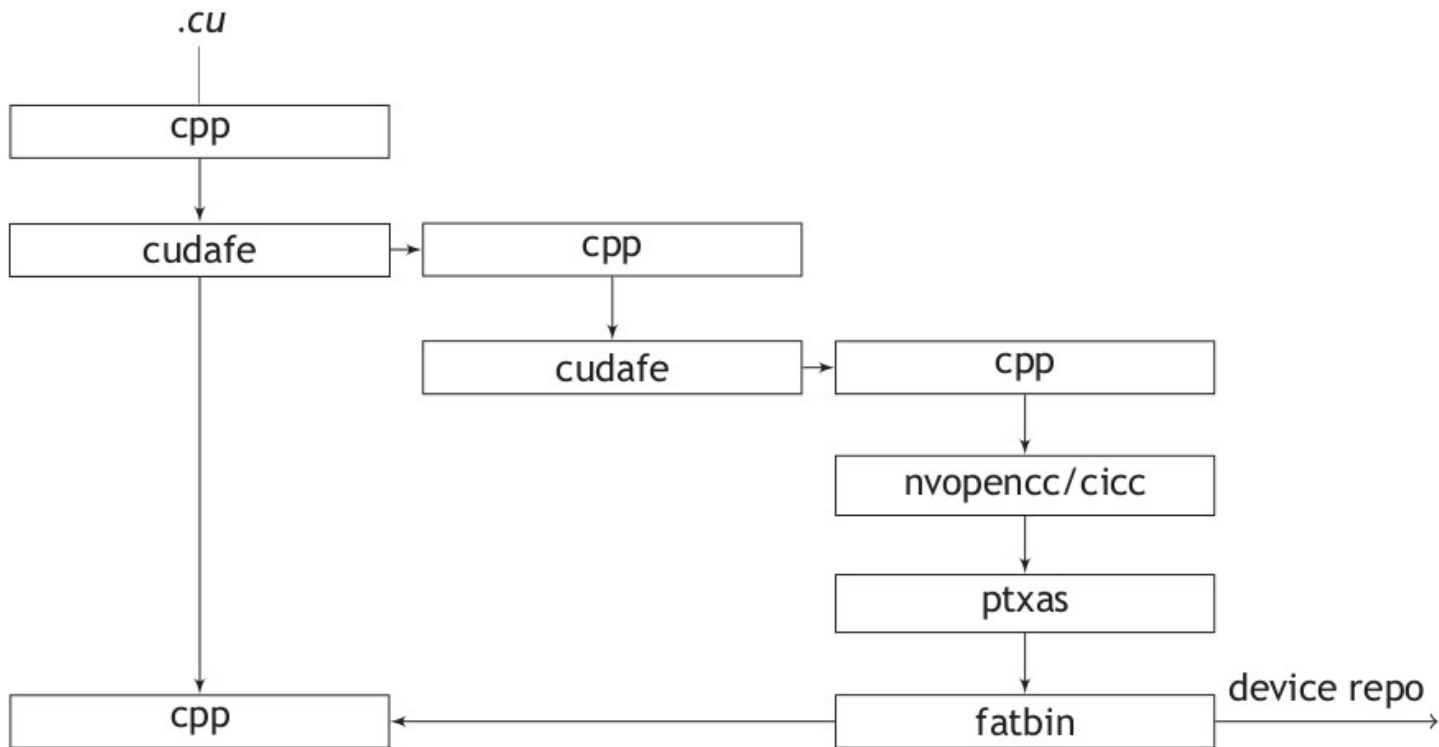 .cu
cpp
cudafe
cpp
cudafe
cpp
nvopencc/cicc
ptxas
device repo
cpp
fatbin